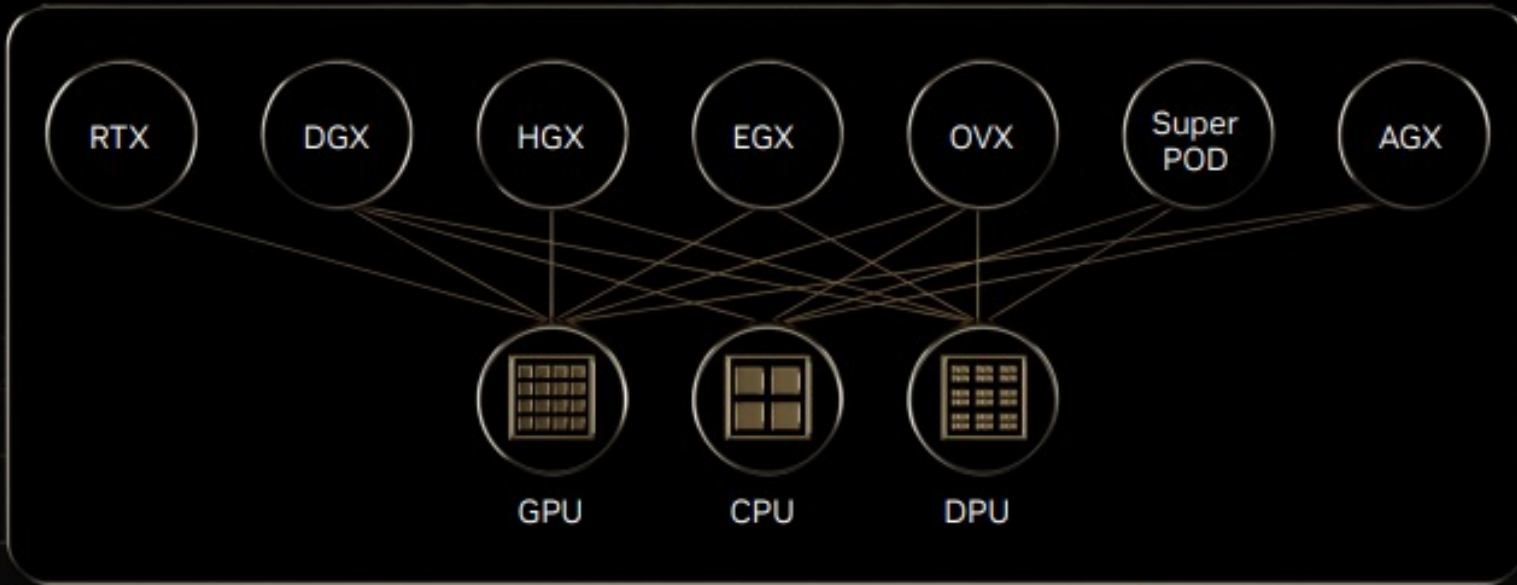 RTX
DGX
HGX
EGX
OVX
Super
POD
AGX
GPU
CPU
DPU